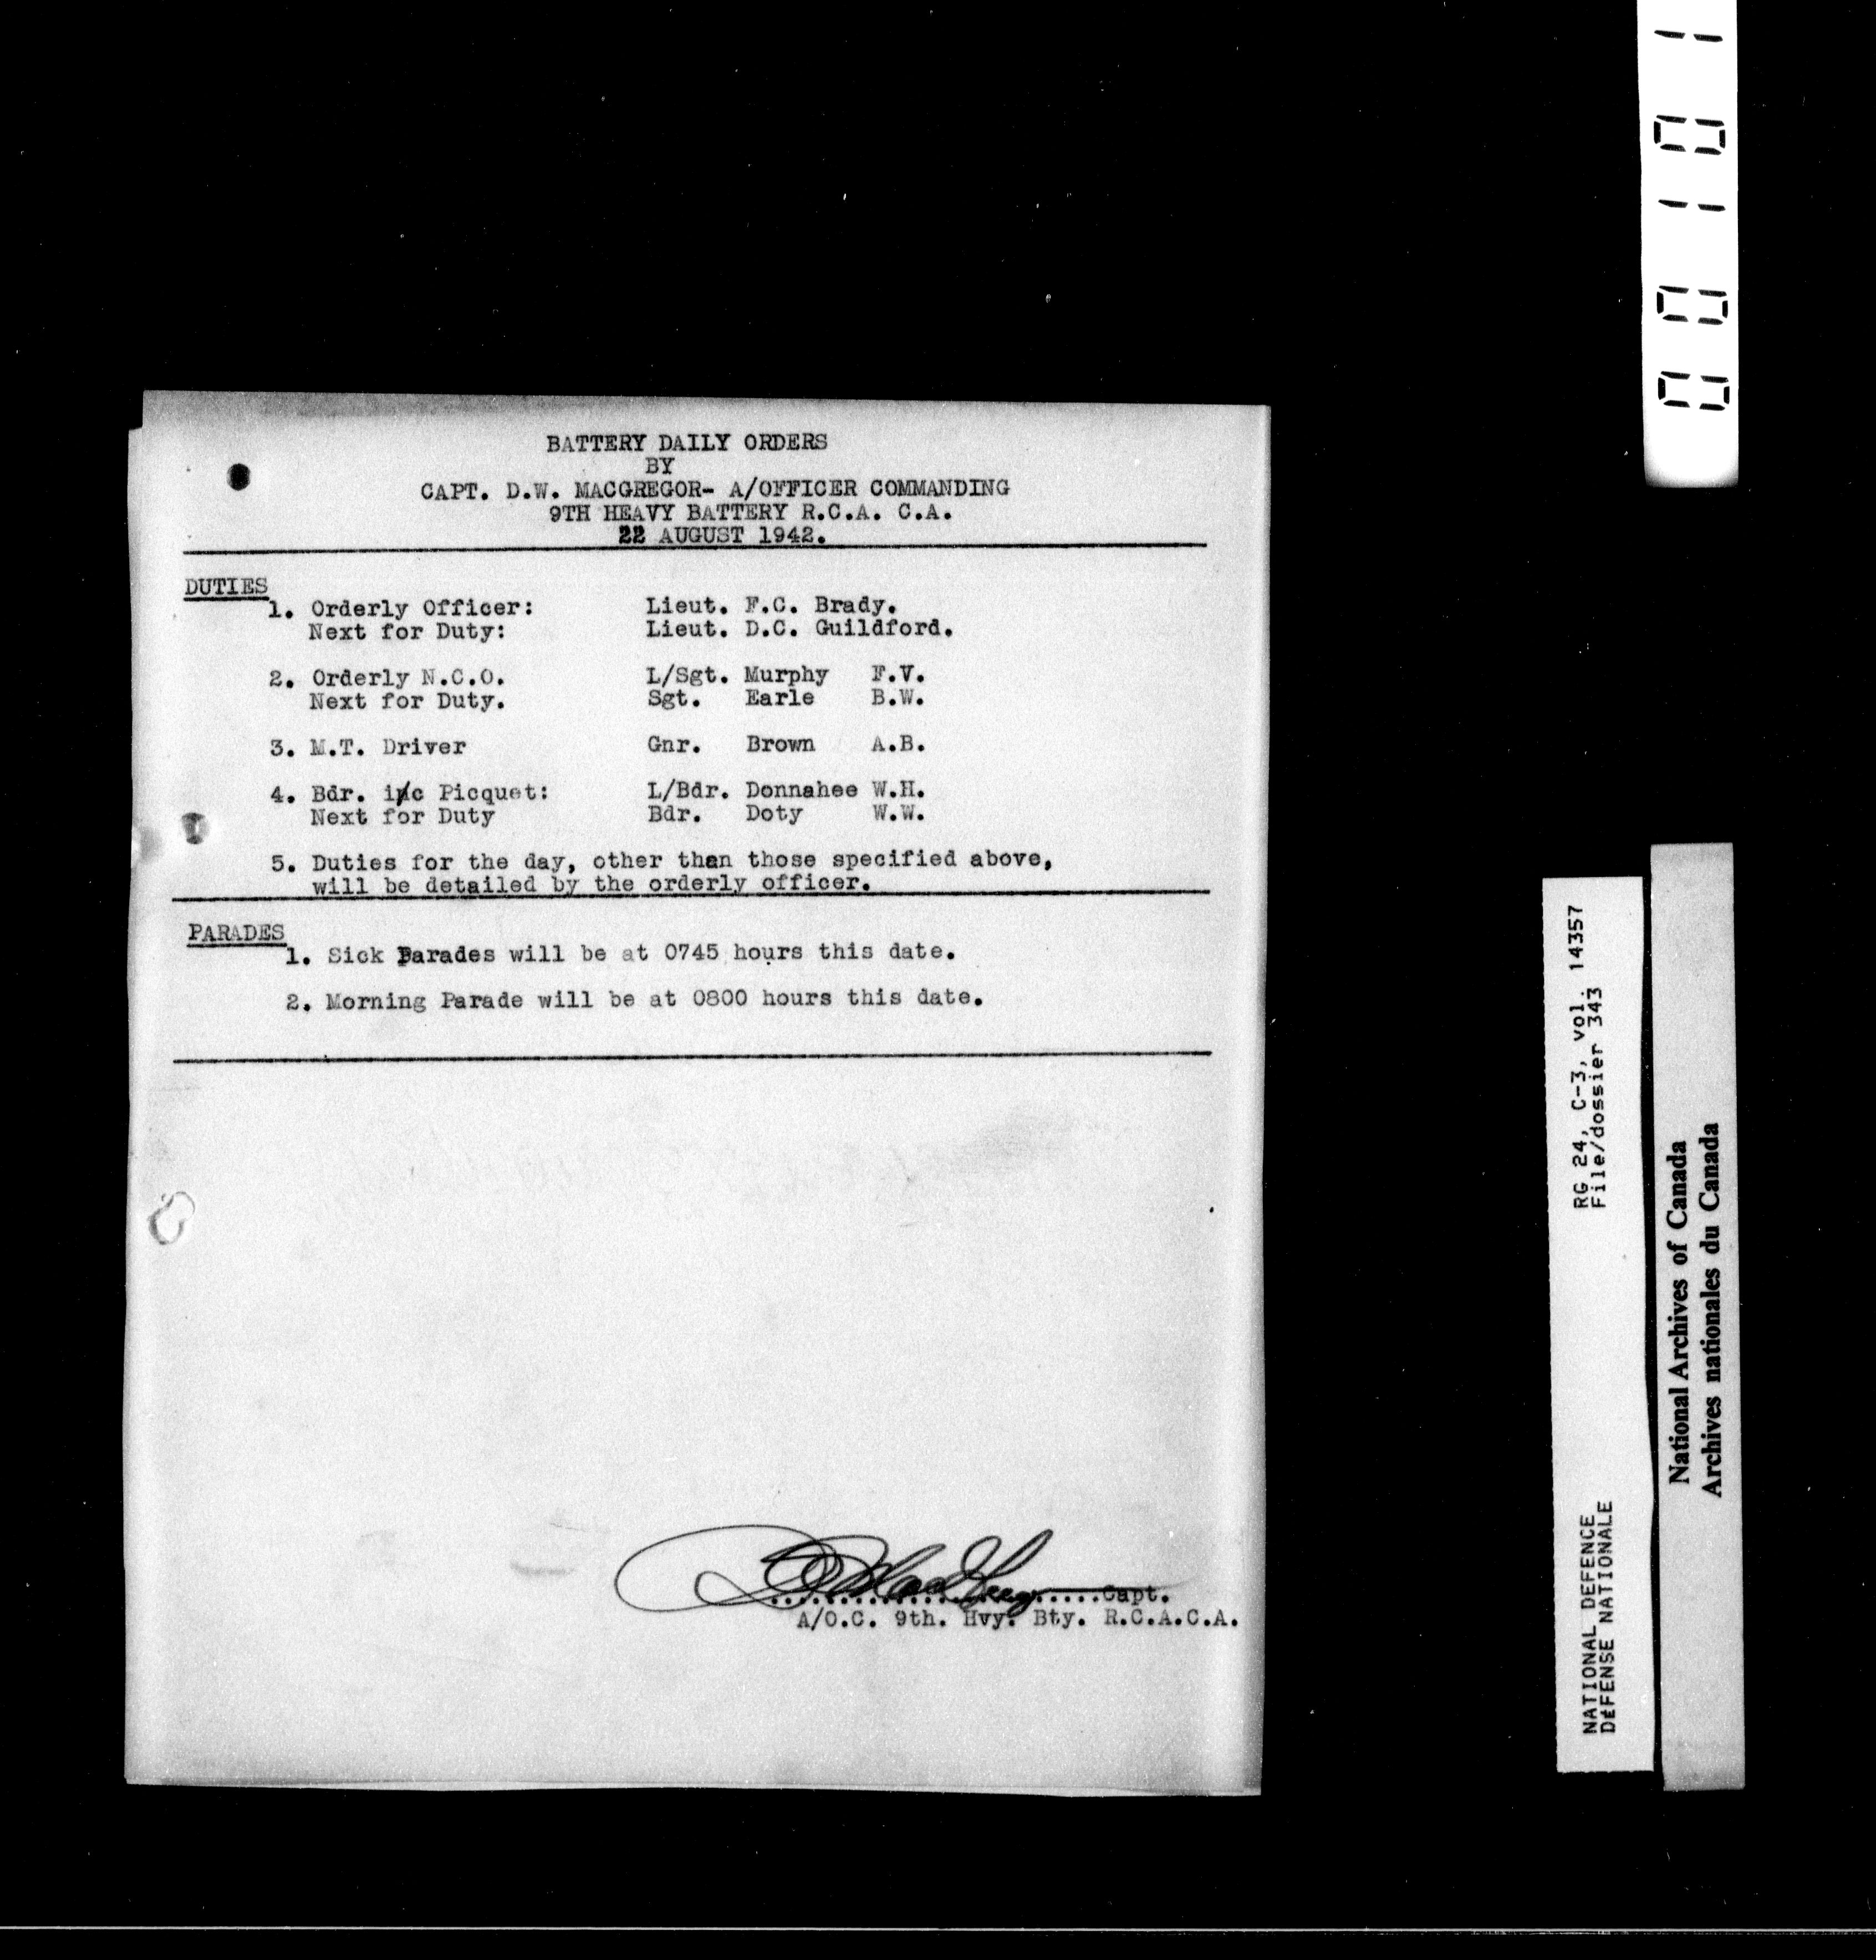 BATTERY DAILY ORDERS
BY
CAPT. D.W. MACGREGOR- A/OFFICER COMMANDING
9TH HEAVY BATTERY R.C.A. C.A.
22 AUGUST 1942.
DUTIES
1. Orderly Officer: Lieut. F.C. Brady.
Next for Duty: Lieut. D.C. Guildford.
2. Orderly N.C.O. L/Sgt. Murphy F.V.
Next for Duty. Sgt. Earle B.W.
3. M.T. Driver Gnr. Brown A.B.
4. Bdr. i/c Picquet: L/Bdr. Donnahee W.H.
Next for Duty Bdr. Doty W.W.
5. Duties for the day, other than those specified above,
will be detailed by the orderly officer.
PARADES
1. Sick Parades will be at 0745 hours this date.
2. Morning Parade will be at 0800 hours this date.
D W MacGregor ..........Capt.
A/O.C. 9th. Hvy. Bty. R.C.A.C.A.
001101
RG 24, C-3, vol. 14357
File/dossier 343
NATIONAL DEFENCE
DÉFENSE NATIONALE
National Archives of Canada
Archives nationales du Canada